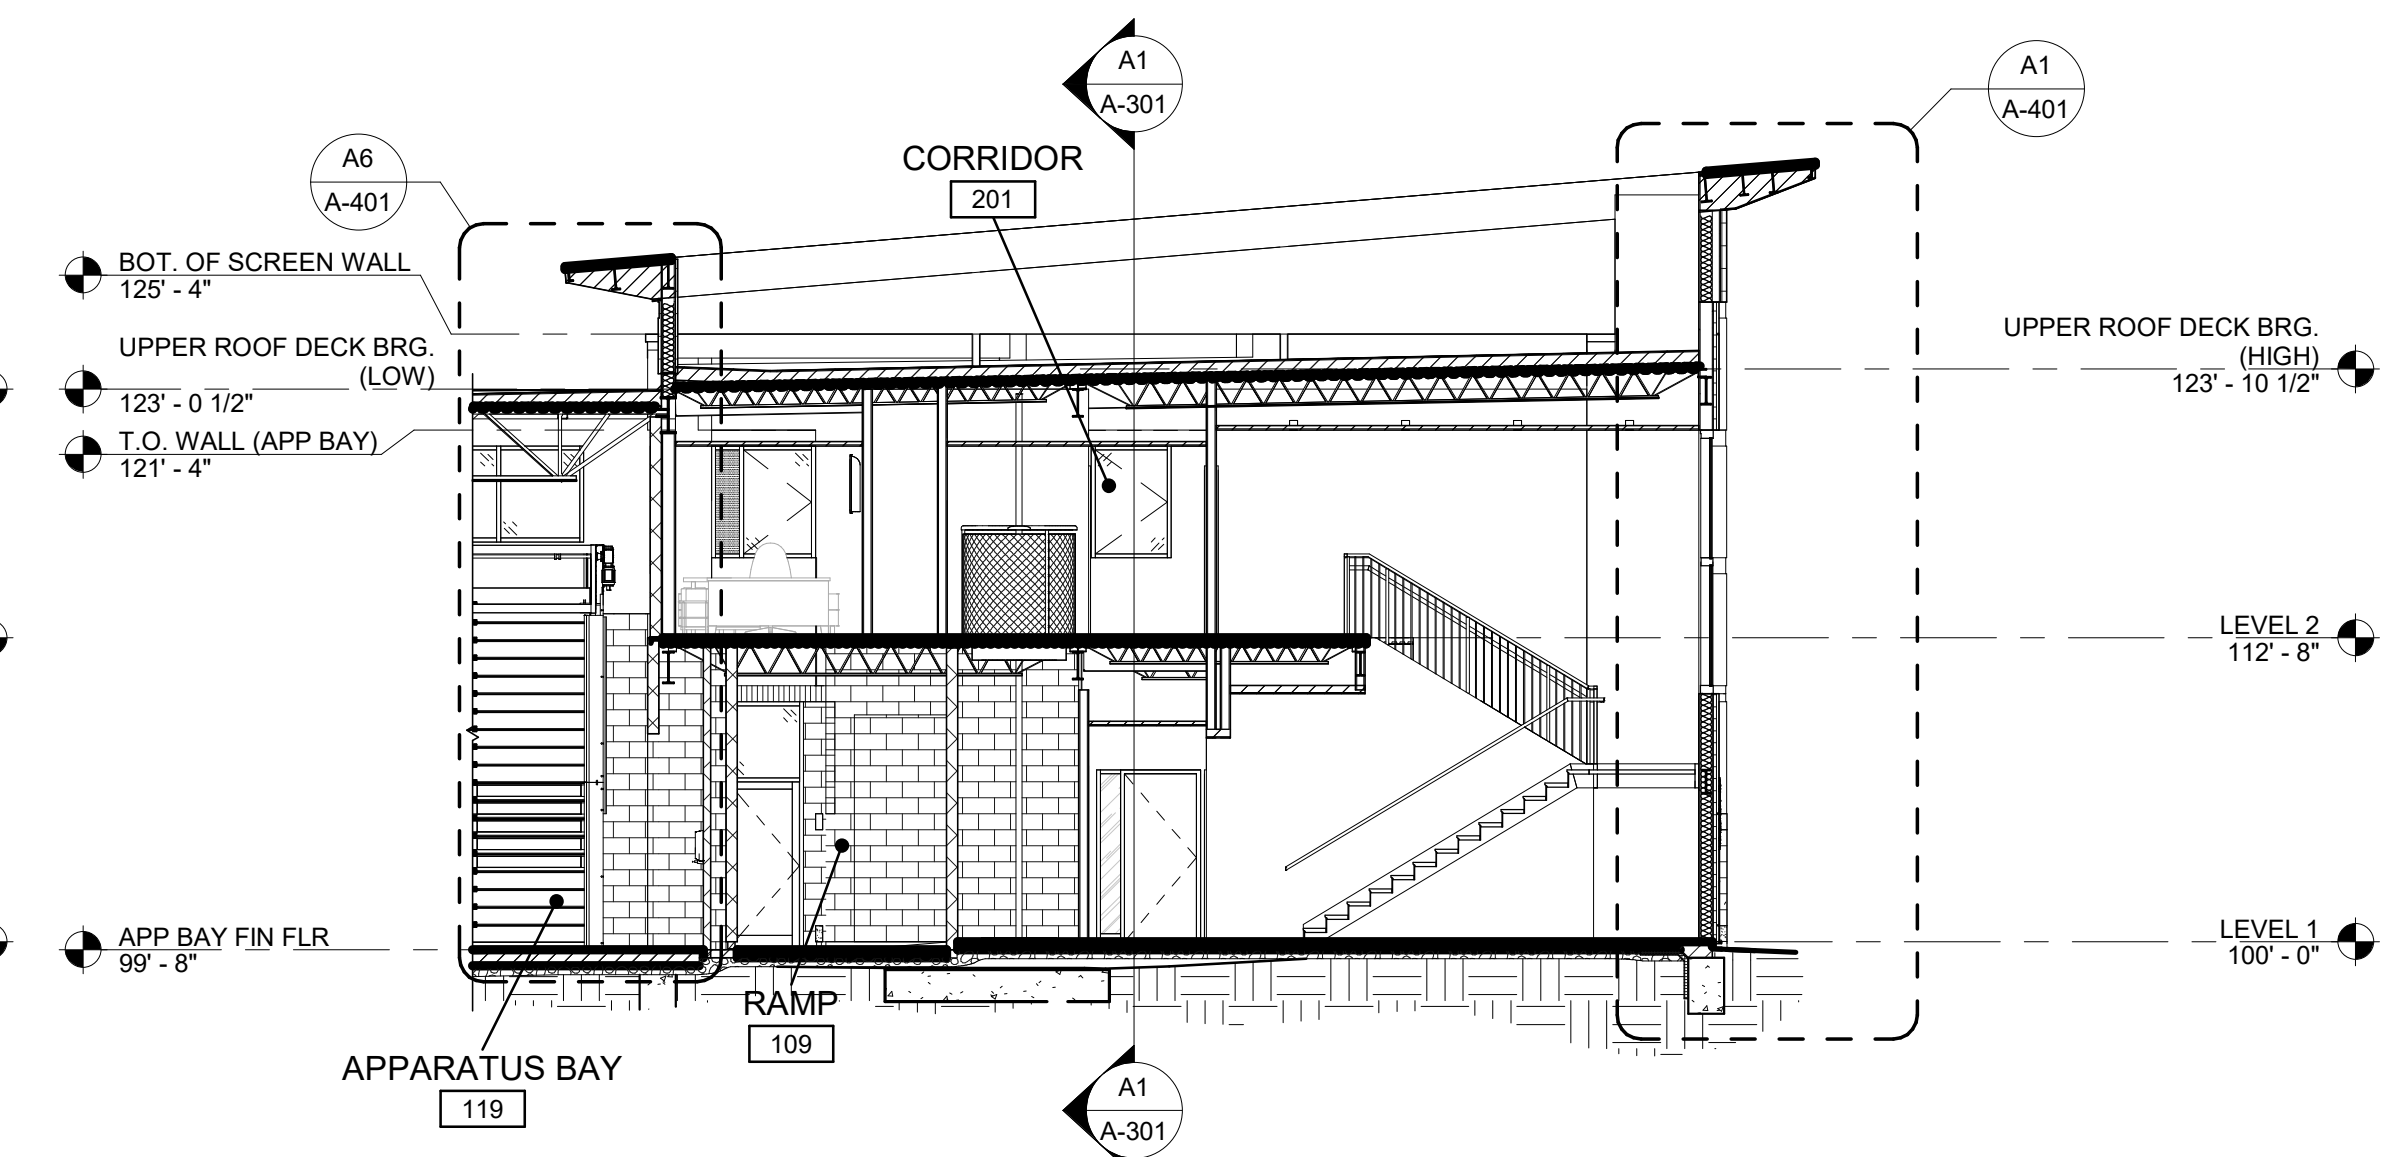 A1
A-301
A1
A-401
A6
A-401
CORRIDOR
201
BOT. OF SCREEN WALL
125' - 4"
UPPER ROOF DECK BRG.
(LOW)
123' - 0 1/2"
T.O. WALL (APP BAY)
121' - 4"
UPPER ROOF DECK BRG.
(HIGH)
123' - 10 1/2"
LEVEL 2
112' - 8"
APP BAY FIN FLR
99' - 8"
LEVEL 1
100' - 0"
RAMP
109
APPARATUS BAY
119
A1
A-301